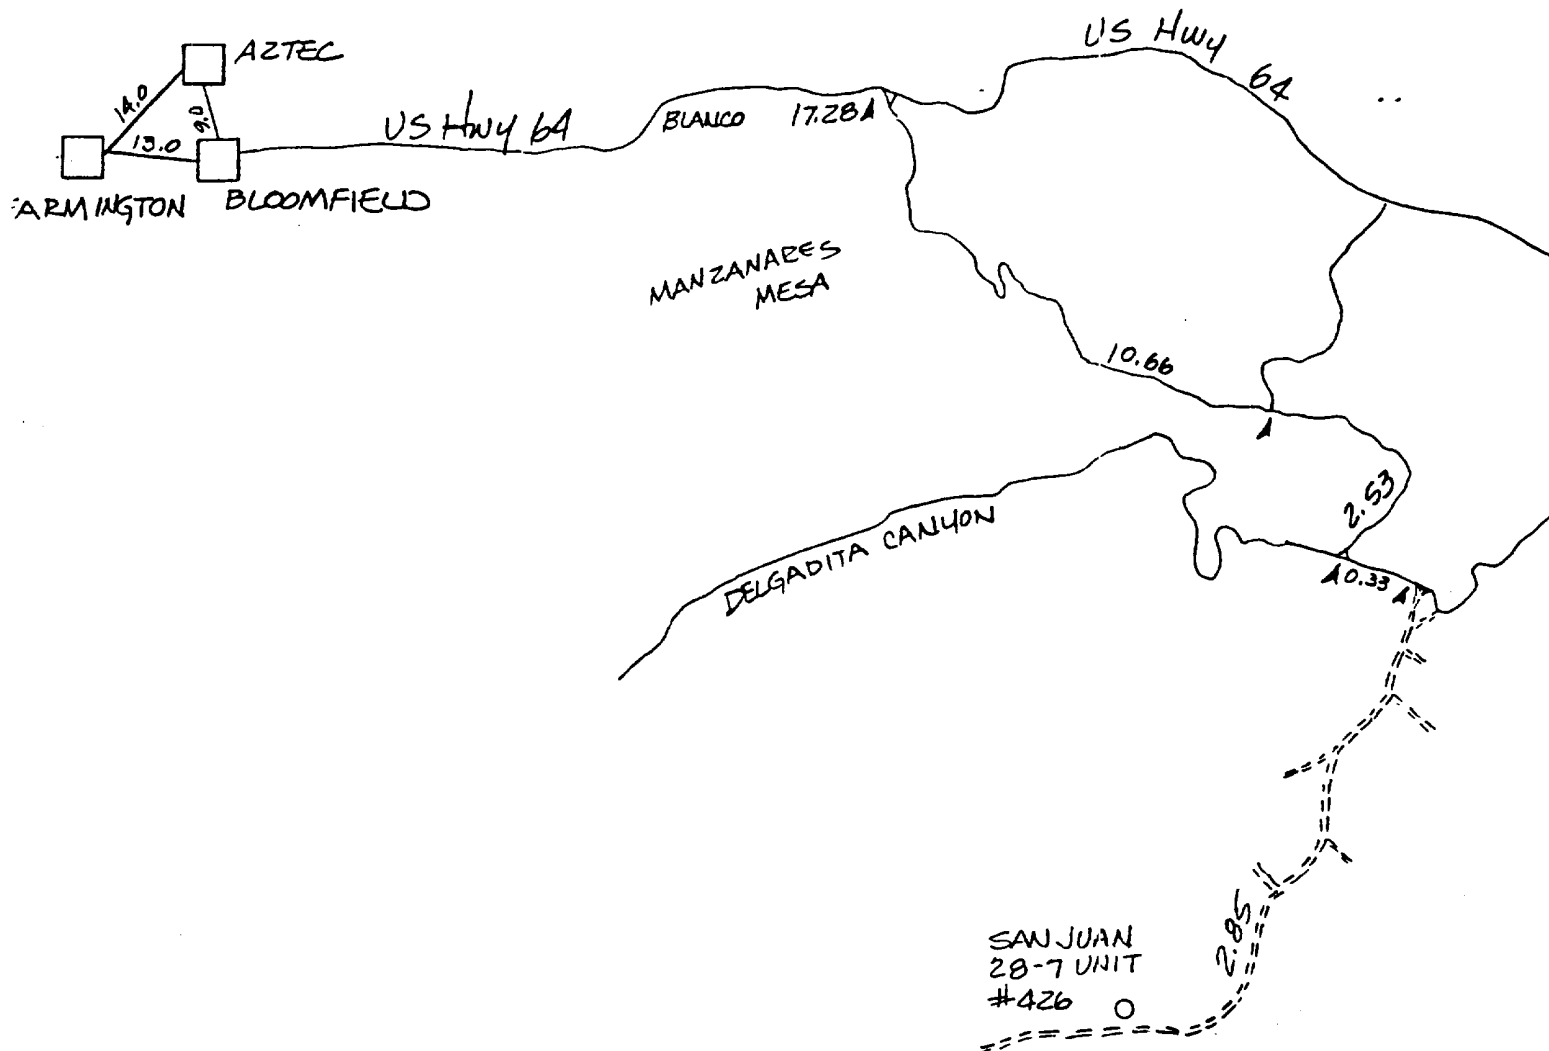 AZTEC
14.0
9.0
13.0
ARMINGTON
BLOOMFIELD
US HWY 64
BLANCO
17.28
US HWY
64
MANZANARES
MESA
10.66
2.53
0.33
DELGADITA CANYON
2.85
SAN JUAN
28-7 UNIT
#426